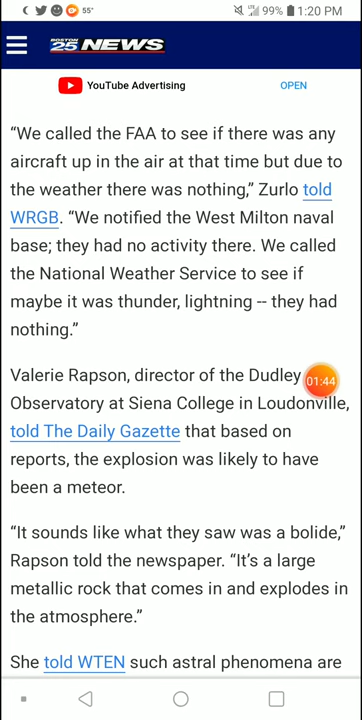 55° 99% 1:20 PM
BOSTON 25 NEWS
YouTube Advertising OPEN
“We called the FAA to see if there was any
aircraft up in the air at that time but due to
the weather there was nothing,” Zurlo told
WRGB. “We notified the West Milton naval
base; they had no activity there. We called
the National Weather Service to see if
maybe it was thunder, lightning -- they had
nothing.”
Valerie Rapson, director of the Dudley
01:44
Observatory at Siena College in Loudonville,
told The Daily Gazette that based on
reports, the explosion was likely to have
been a meteor.
“It sounds like what they saw was a bolide,”
Rapson told the newspaper. “It’s a large
metallic rock that comes in and explodes in
the atmosphere.”
She told WTEN such astral phenomena are